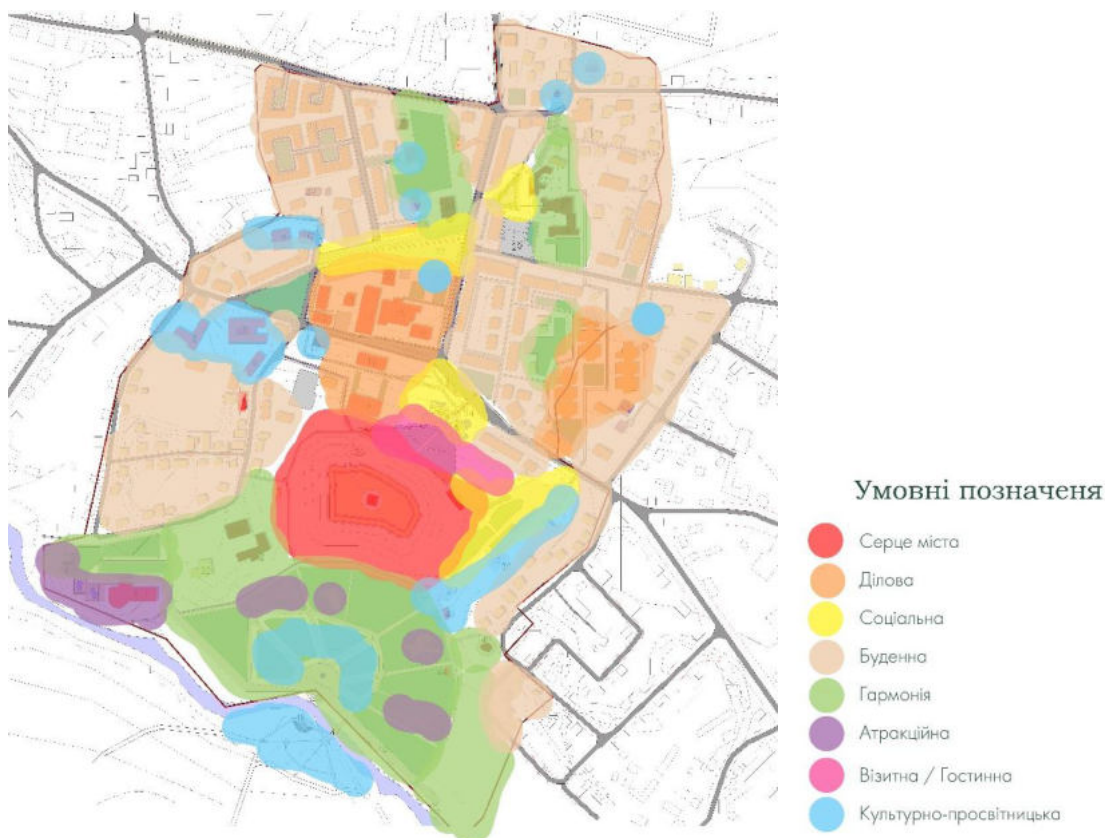 Умовні позначеня
Серце міста
Ділова
Соціальна
Буденна
Гармонія
Атракційна
Візитна / Гостинна
Культурно-просвітницька